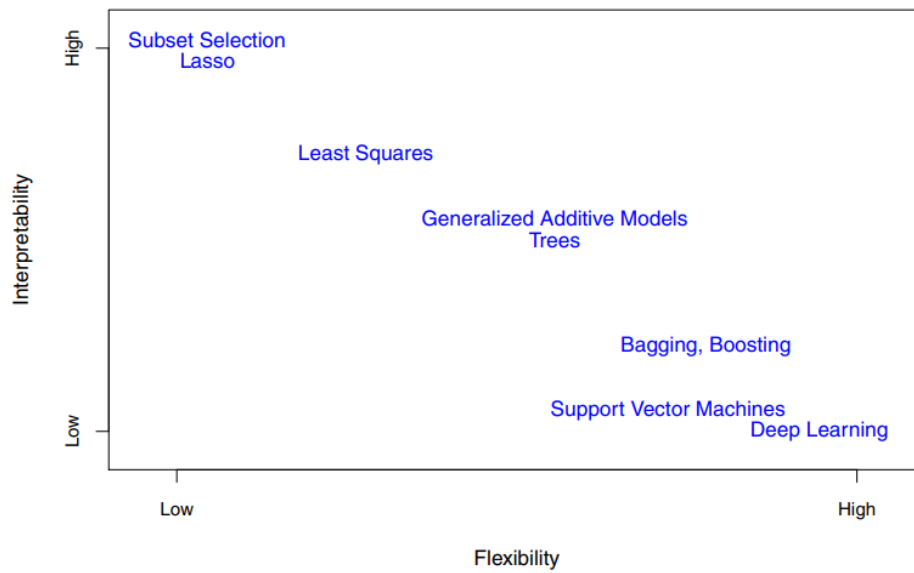 High
Subset Selection
Lasso
Least Squares
Generalized Additive Models
Trees
Interpretability
Bagging, Boosting
Support Vector Machines
Deep Learning
Low
Low
High
Flexibility